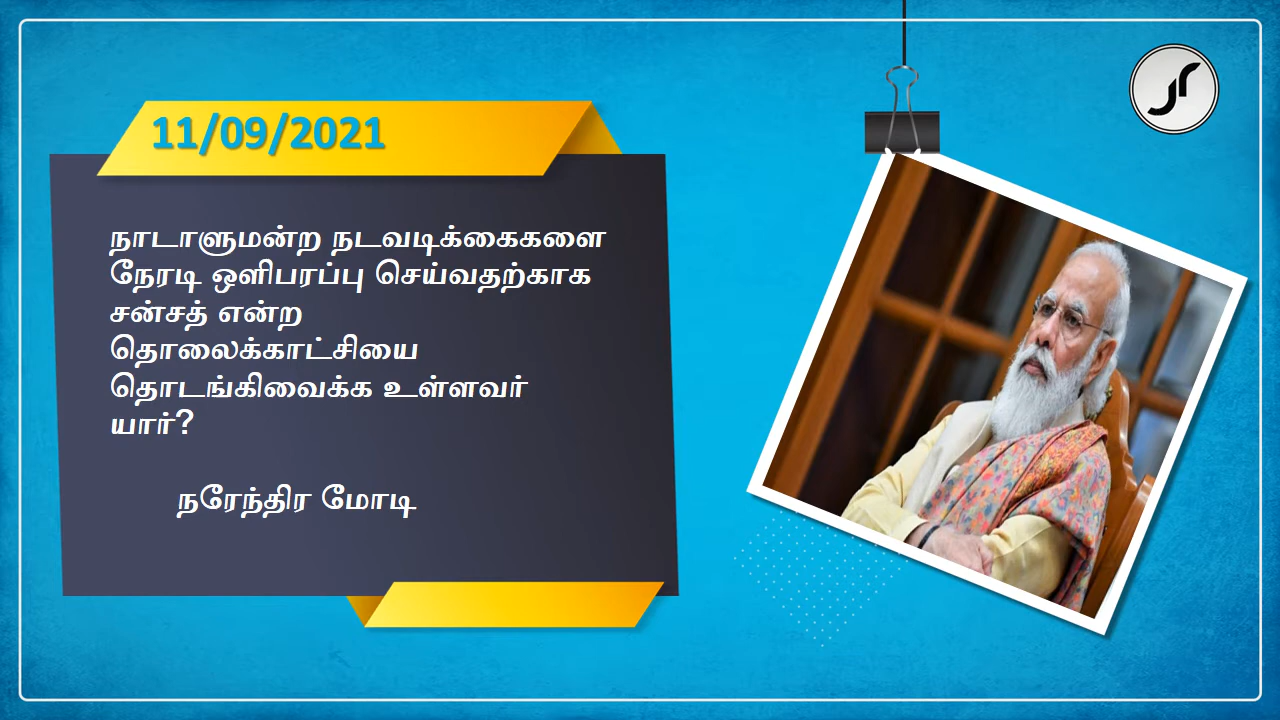 11/09/2021
நாடாளுமன்ற நடவடிக்கைகளை
நேரடி ஒளிபரப்பு செய்வதற்காக
சன்சத் என்ற
தொலைக்காட்சியை
தொடங்கிவைக்க உள்ளவர்
யார்?
நரேந்திர மோடி